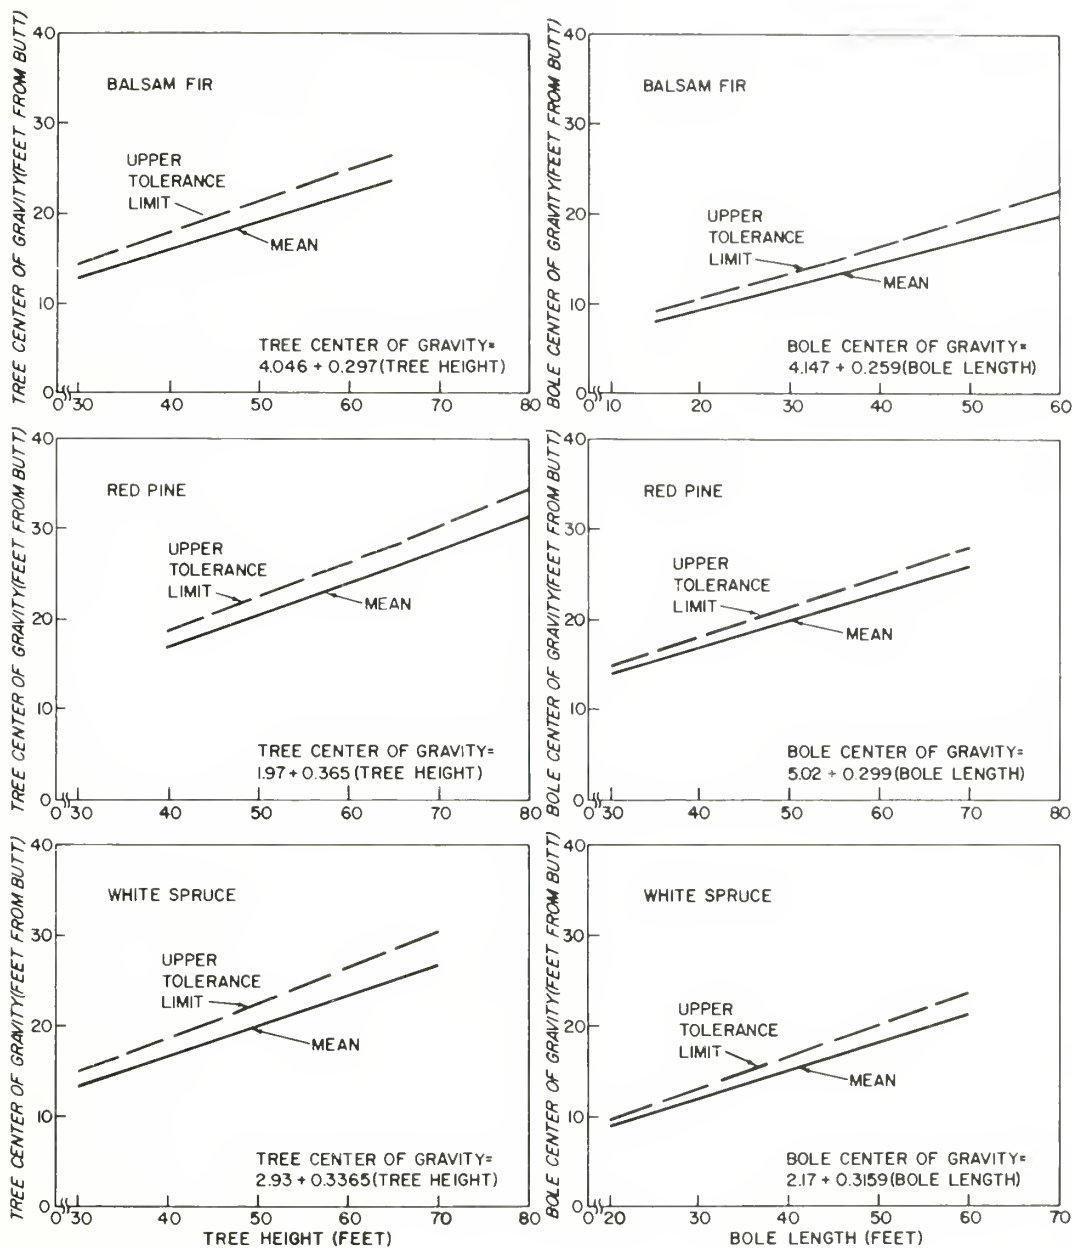 TREE CENTER OF GRAVITY(FEET FROM BUTT)
40
30
20
10
0
BALSAM FIR
UPPER
TOLERANCE
LIMIT
MEAN
TREE CENTER OF GRAVITY=
4.046 + 0.297(TREE HEIGHT)
30 40 50 60 70 80
BOLE CENTER OF GRAVITY(FEET FROM BUTT)
40
30
20
10
0
BALSAM FIR
UPPER
TOLERANCE
LIMIT
MEAN
BOLE CENTER OF GRAVITY=
4.147 + 0.259(BOLE LENGTH)
10 20 30 40 50 60
TREE CENTER OF GRAVITY(FEET FROM BUTT)
40
30
20
10
0
RED PINE
UPPER
TOLERANCE
LIMIT
MEAN
TREE CENTER OF GRAVITY=
1.97 + 0.365(TREE HEIGHT)
30 40 50 60 70 80
BOLE CENTER OF GRAVITY(FEET FROM BUTT)
40
30
20
10
0
RED PINE
UPPER
TOLERANCE
LIMIT
MEAN
BOLE CENTER OF GRAVITY=
5.02 + 0.299(BOLE LENGTH)
30 40 50 60 70 80
TREE CENTER OF GRAVITY(FEET FROM BUTT)
40
30
20
10
0
WHITE SPRUCE
UPPER
TOLERANCE
LIMIT
MEAN
TREE CENTER OF GRAVITY=
2.93 + 0.3365(TREE HEIGHT)
30 40 50 60 70 80
TREE HEIGHT (FEET)
BOLE CENTER OF GRAVITY(FEET FROM BUTT)
40
30
20
10
0
WHITE SPRUCE
UPPER
TOLERANCE
LIMIT
MEAN
BOLE CENTER OF GRAVITY=
2.17 + 0.3159(BOLE LENGTH)
20 30 40 50 60 70
BOLE LENGTH (FEET)